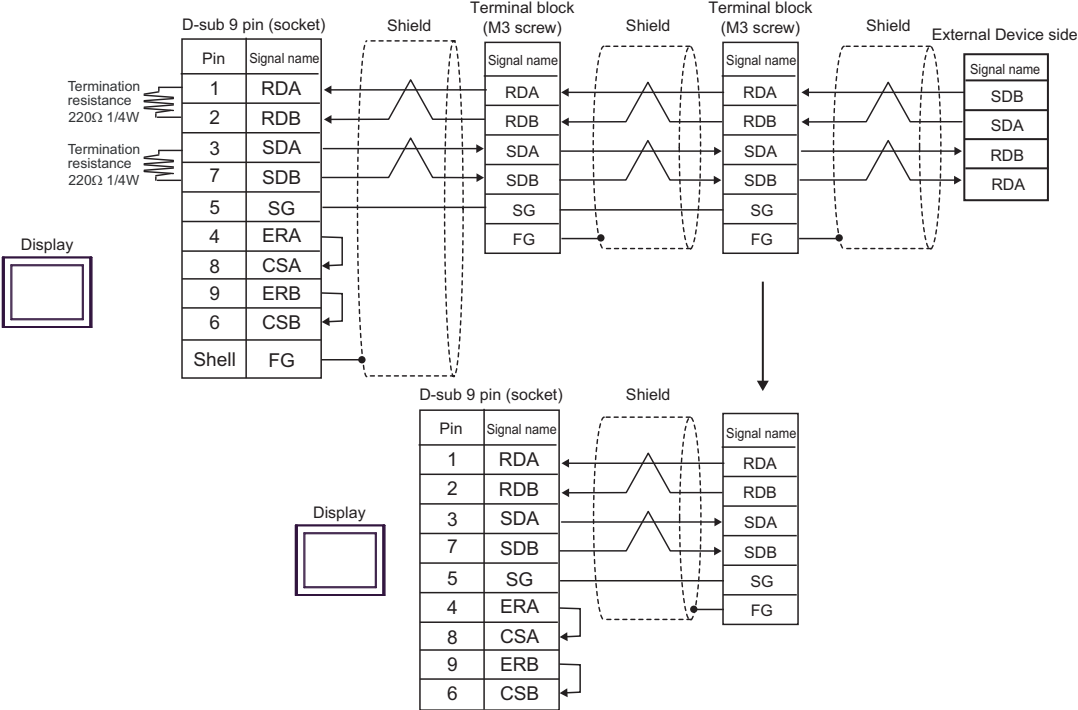 Terminal block
(M3 screw)
Terminal block
(M3 screw)
D-sub 9 pin (socket)
Shield
Shield
Shield
External Device side
Pin Signal name
1 RDA
2 RDB
3 SDA
7 SDB
5 SG
4 ERA
8 CSA
9 ERB
6 CSB
Shell FG
Termination
resistance
220Ω 1/4W
Termination
resistance
220Ω 1/4W
Display
Signal name
RDA
RDB
SDA
SDB
SG
FG
Signal name
RDA
RDB
SDA
SDB
SG
FG
Signal name
SDB
SDA
RDB
RDA
D-sub 9 pin (socket)
Shield
Display
Pin Signal name
1 RDA
2 RDB
3 SDA
7 SDB
5 SG
4 ERA
8 CSA
9 ERB
6 CSB
Signal name
RDA
RDB
SDA
SDB
SG
FG